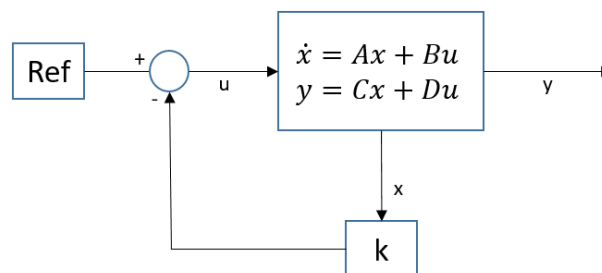 Ref
+
-
u
ẋ = Ax + Bu
y = Cx + Du
y
x
k